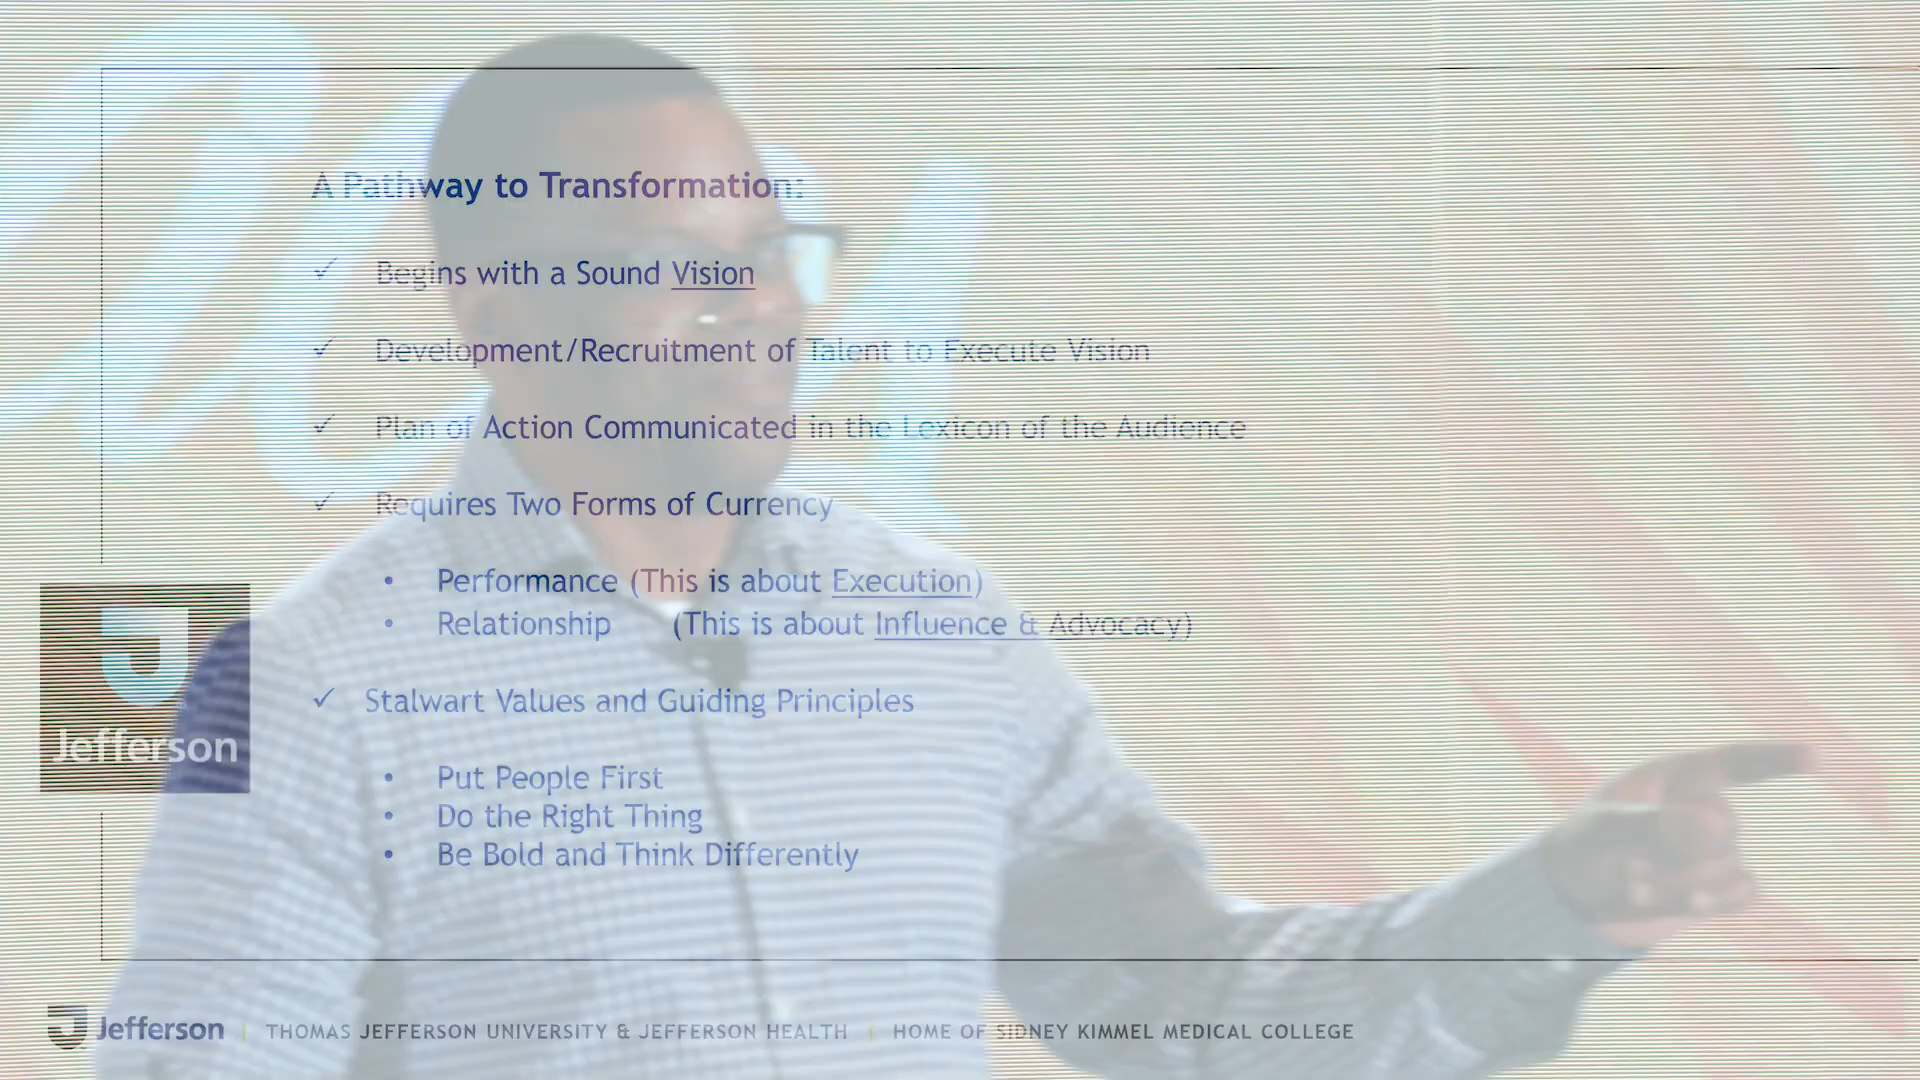 A Pathway to Transformation:
✓ Begins with a Sound Vision
✓ Development/Recruitment of Talent to Execute Vision
✓ Plan of Action Communicated in the Lexicon of the Audience
✓ Requires Two Forms of Currency
• Performance (This is about Execution)
• Relationship (This is about Influence & Advocacy)
✓ Stalwart Values and Guiding Principles
Jefferson
• Put People First
• Do the Right Thing
• Be Bold and Think Differently
Jefferson | THOMAS JEFFERSON UNIVERSITY & JEFFERSON HEALTH | HOME OF SIDNEY KIMMEL MEDICAL COLLEGE